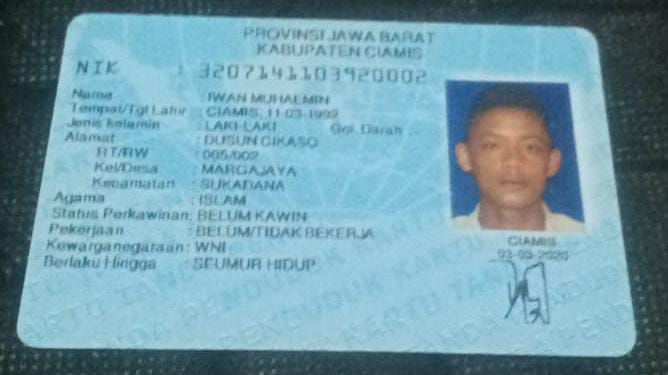 PROVINSI JAWA BARAT
KABUPATEN CIAMIS
NIK : 3207141103920002
Nama : IWAN MUHAEMIN
Tempat/Tgl Lahir : CIAMIS, 11-03-1992
Jenis kelamin : LAKI-LAKI Gol. Darah :
Alamat : DUSUN CIKASO
RT/RW : 005/002
Kel/Desa : MARGAJAYA
Kecamatan : SUKADANA
Agama : ISLAM
Status Perkawinan: BELUM KAWIN
Pekerjaan : BELUM/TIDAK BEKERJA
Kewarganegaraan: WNI
Berlaku Hingga : SEUMUR HIDUP
CIAMIS
03-03-2020